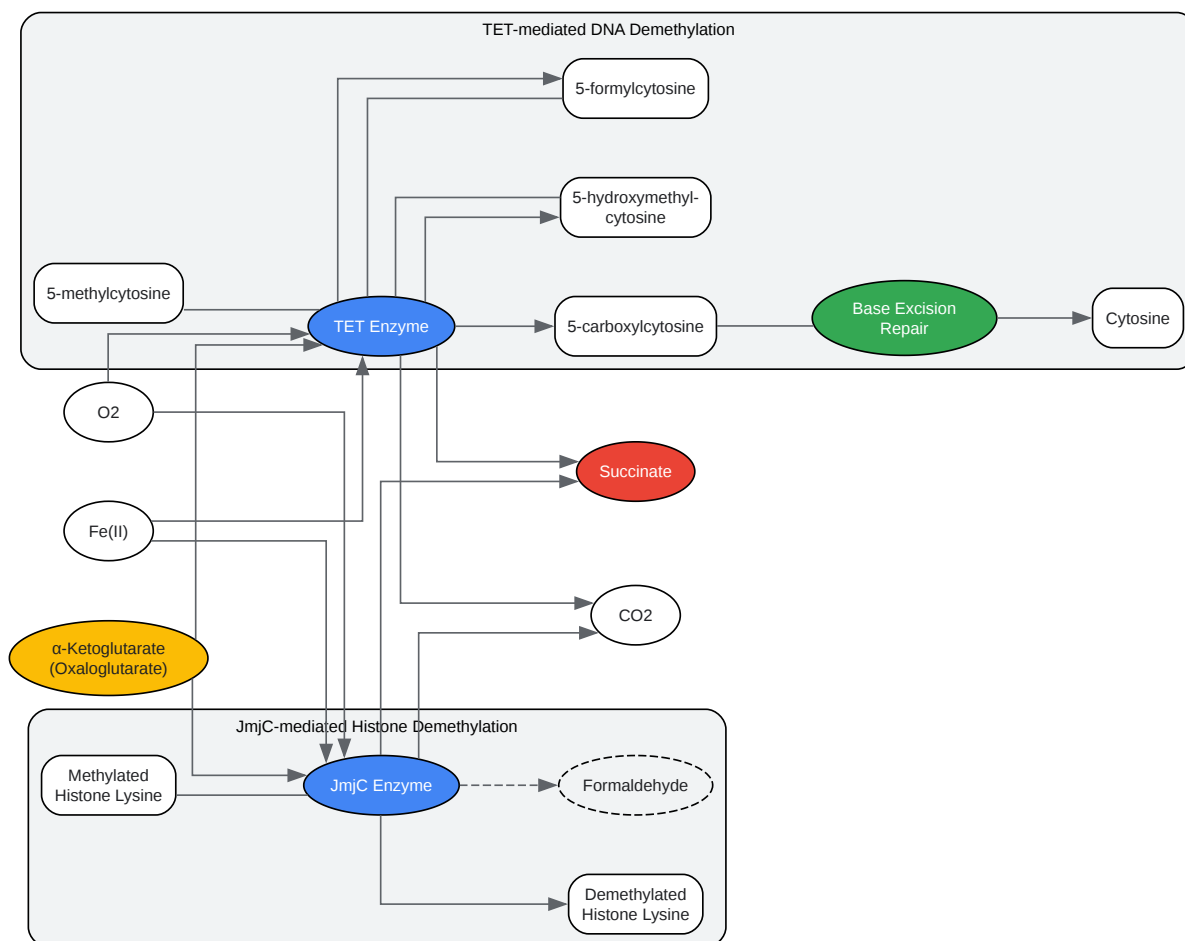 TET-mediated DNA Demethylation
5-formylcytosine
5-hydroxymethyl-
cytosine
5-methylcytosine
TET Enzyme
5-carboxylcytosine
Base Excision
Repair
Cytosine
O2
Succinate
Fe(II)
CO2
α-Ketoglutarate
(Oxaloglutarate)
JmjC-mediated Histone Demethylation
Methylated
Histone Lysine
JmjC Enzyme
Formaldehyde
Demethylated
Histone Lysine